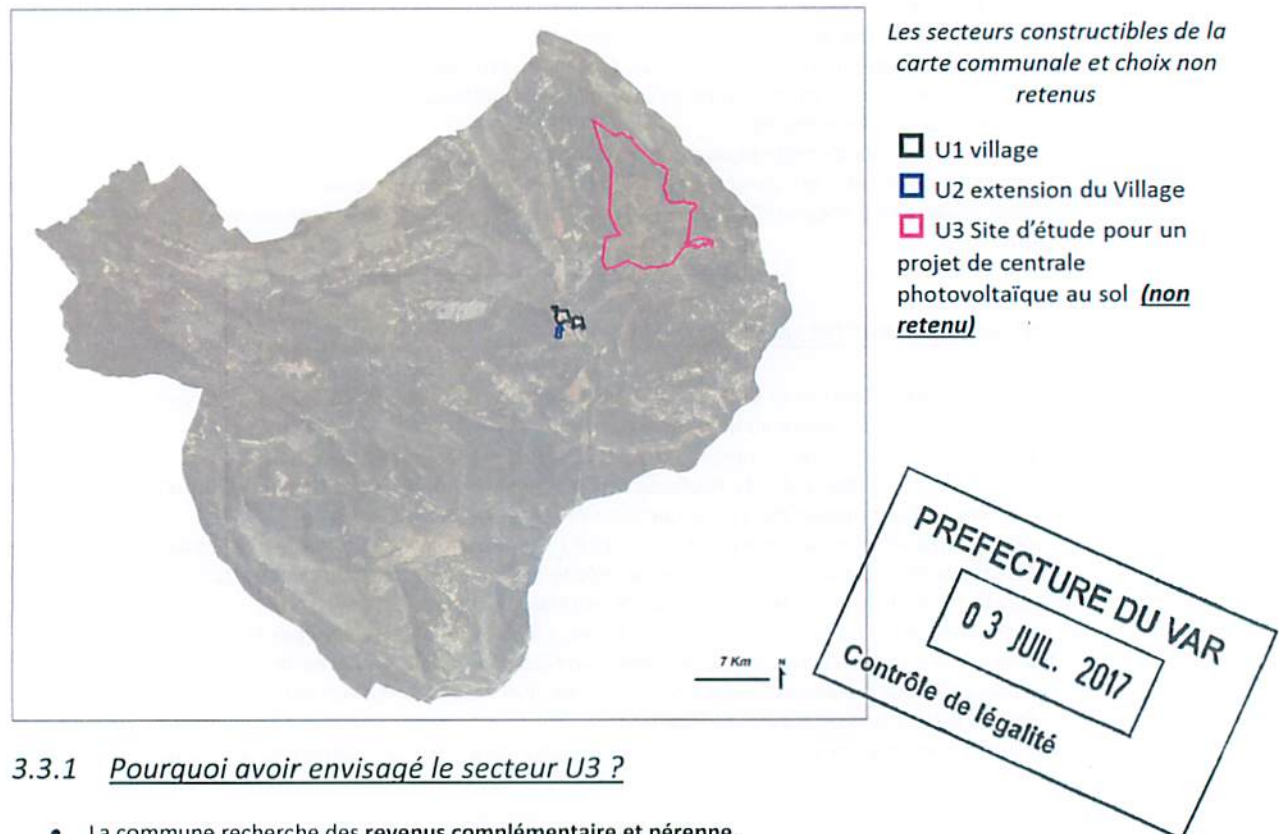 Les secteurs constructibles de la
carte communale et choix non
retenus
U1 village
U2 extension du Village
U3 Site d'étude pour un
projet de centrale
photovoltaïque au sol (non
retenu)
7 Km
N
PREFECTURE DU VAR
03 JUIL. 2017
Contrôle de légalité
3.3.1 Pourquoi avoir envisagé le secteur U3 ?
• La commune recherche des revenus complémentaire et pérenne